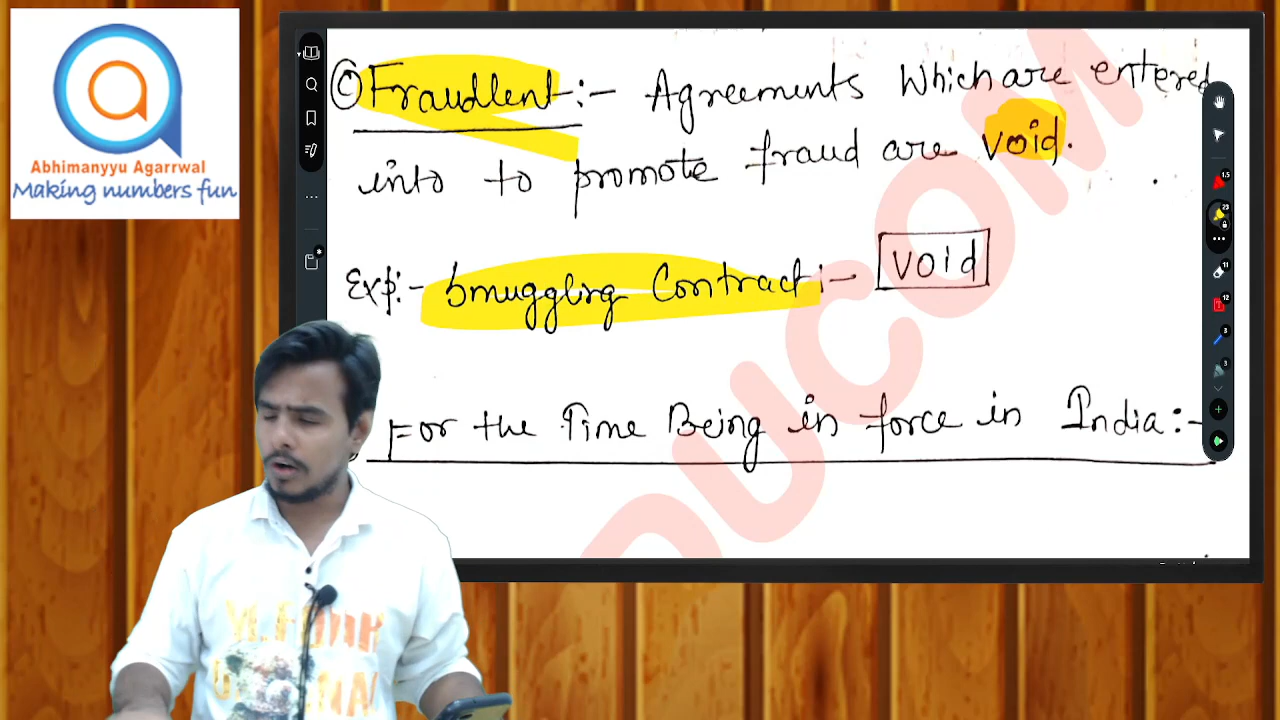 Abhimanyyu Agarrwal
Making numbers fun
© Fraudlent :- Agreements which are entered
into to promote fraud are void.
Exp:- Smuggling Contract :- void
For the Time Being in force in India :-
DUCOM